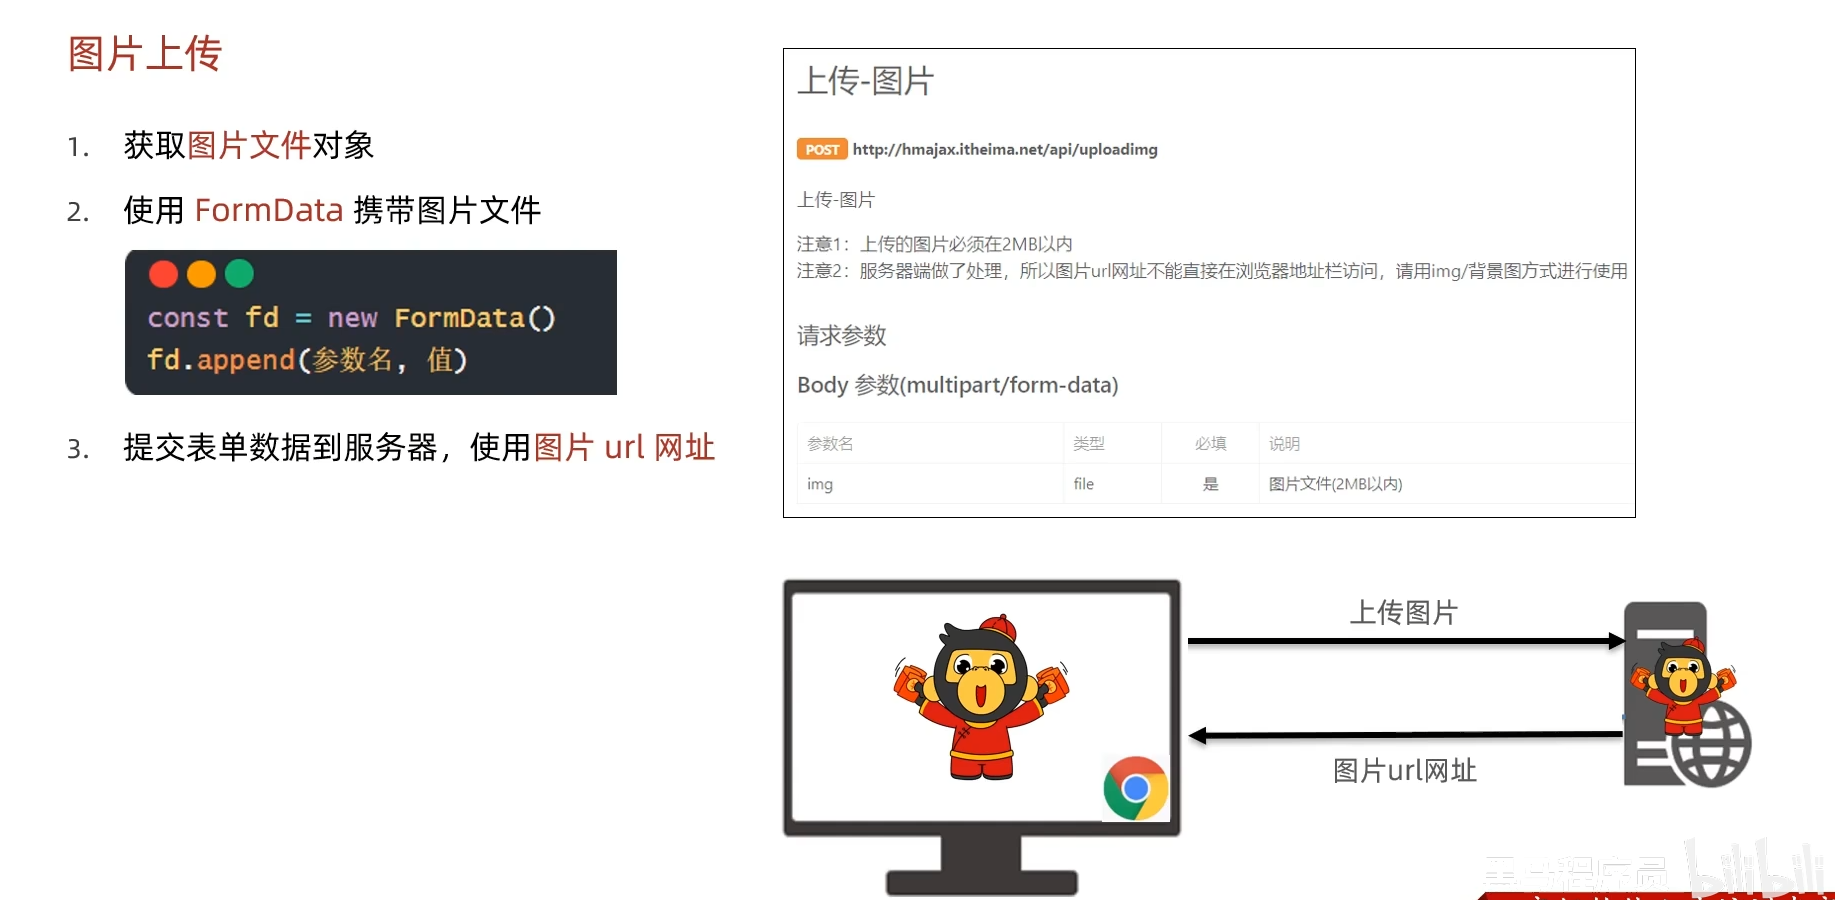 图片上传
1. 获取图片文件对象
2. 使用 FormData 携带图片文件
const fd = new FormData()
fd.append(参数名, 值)
3. 提交表单数据到服务器，使用图片 url 网址
上传-图片
POST http://hmajax.itheima.net/api/uploadimg
上传-图片
注意1：上传的图片必须在2MB以内
注意2：服务器端做了处理，所以图片url网址不能直接在浏览器地址栏访问，请用img/背景图方式进行使用
请求参数
Body 参数(multipart/form-data)
参数名 类型 必填 说明
img file 是 图片文件(2MB以内)
上传图片
图片url网址
黑马程序员 bilibili